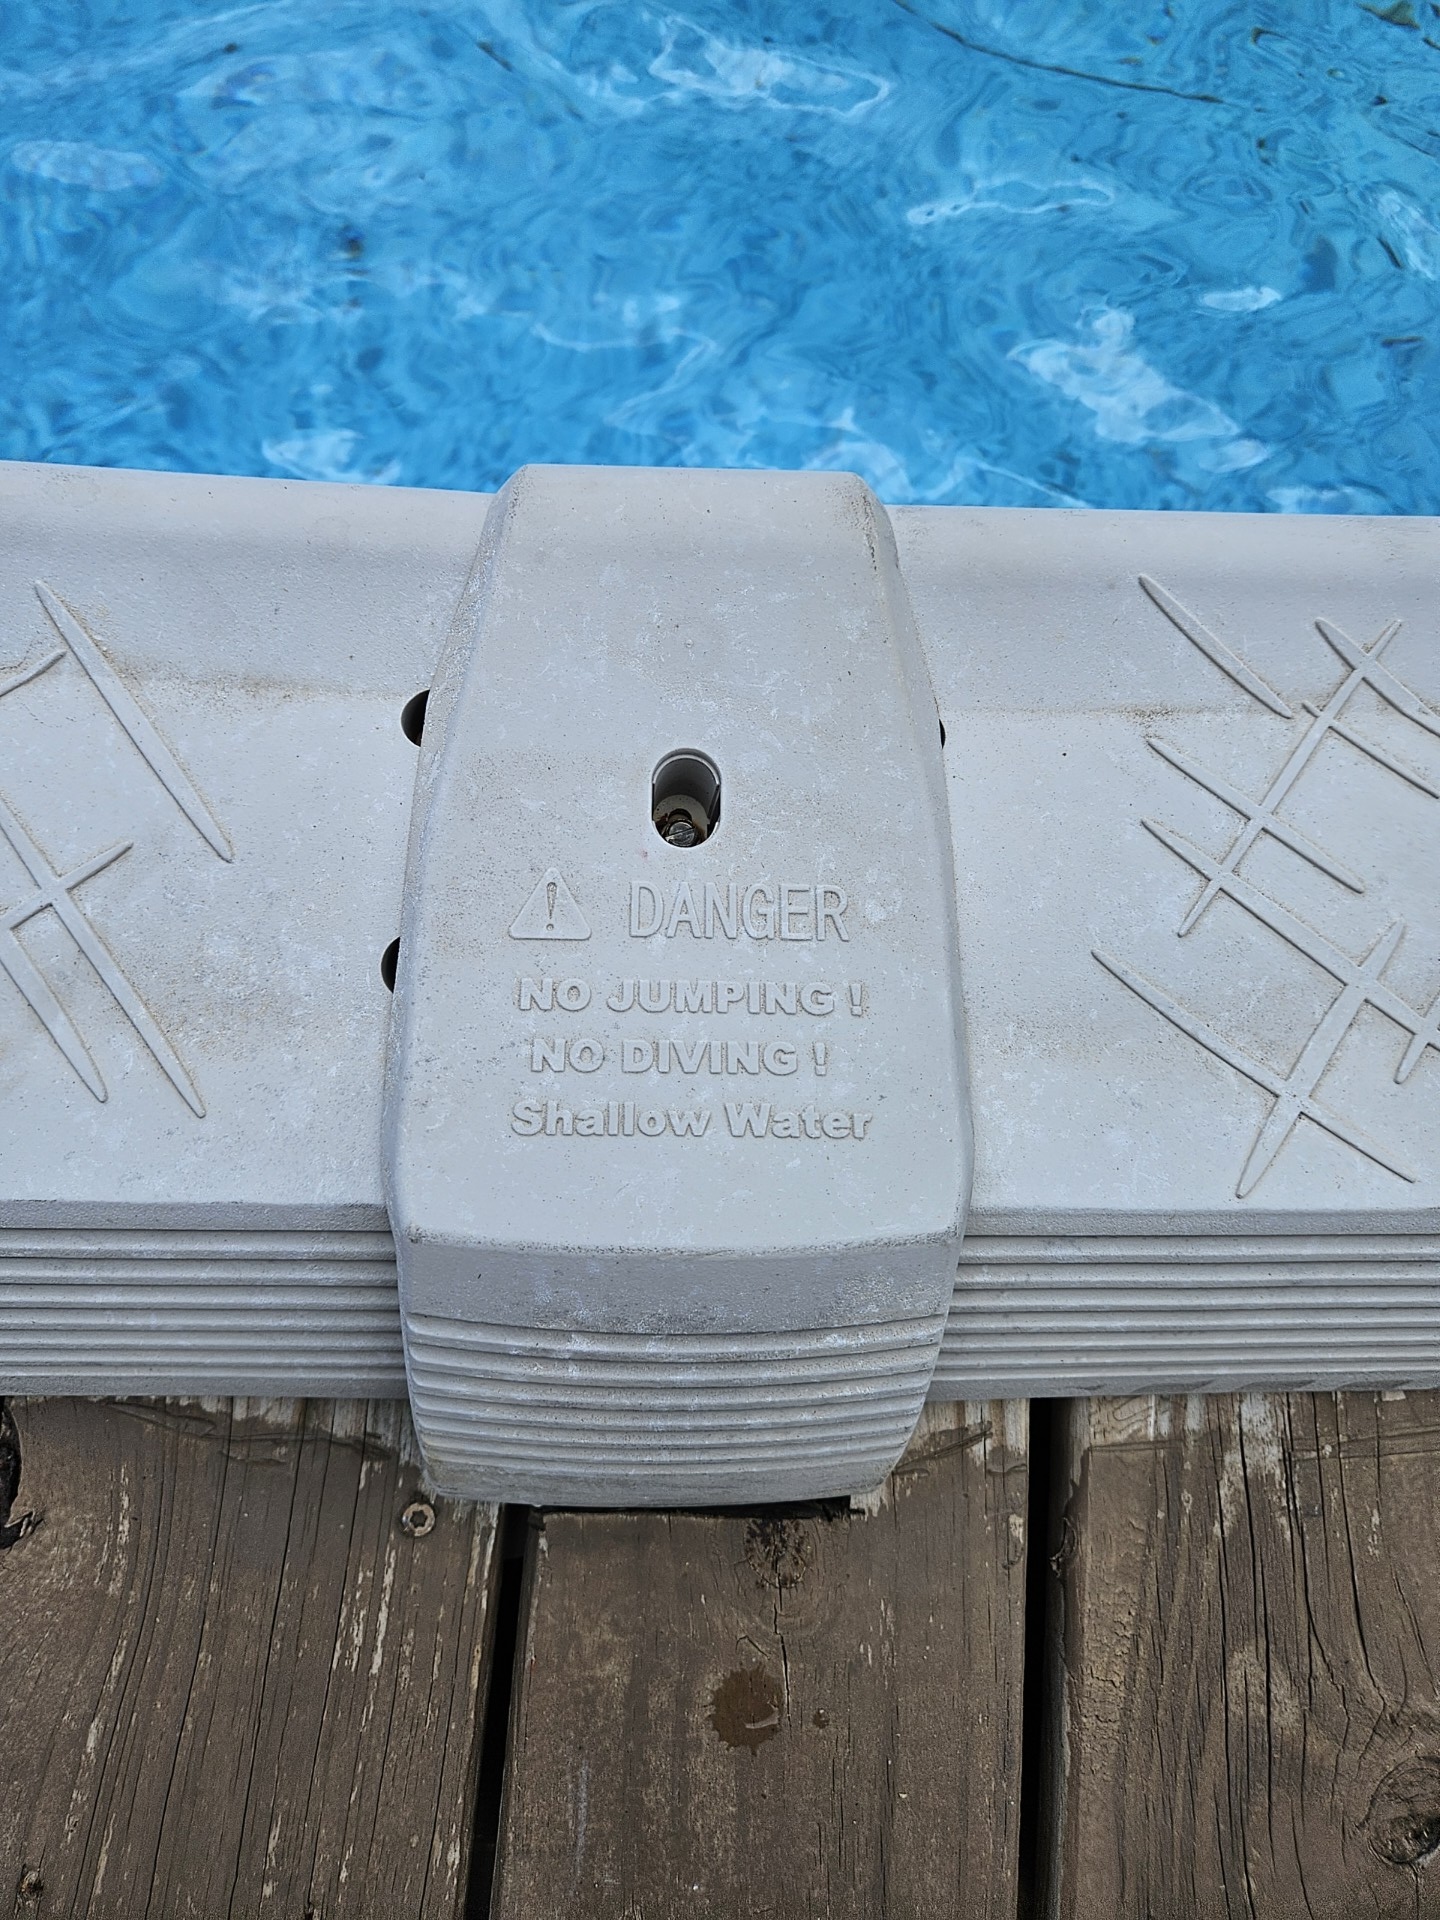 DANGER
NO JUMPING !
NO DIVING !
Shallow Water